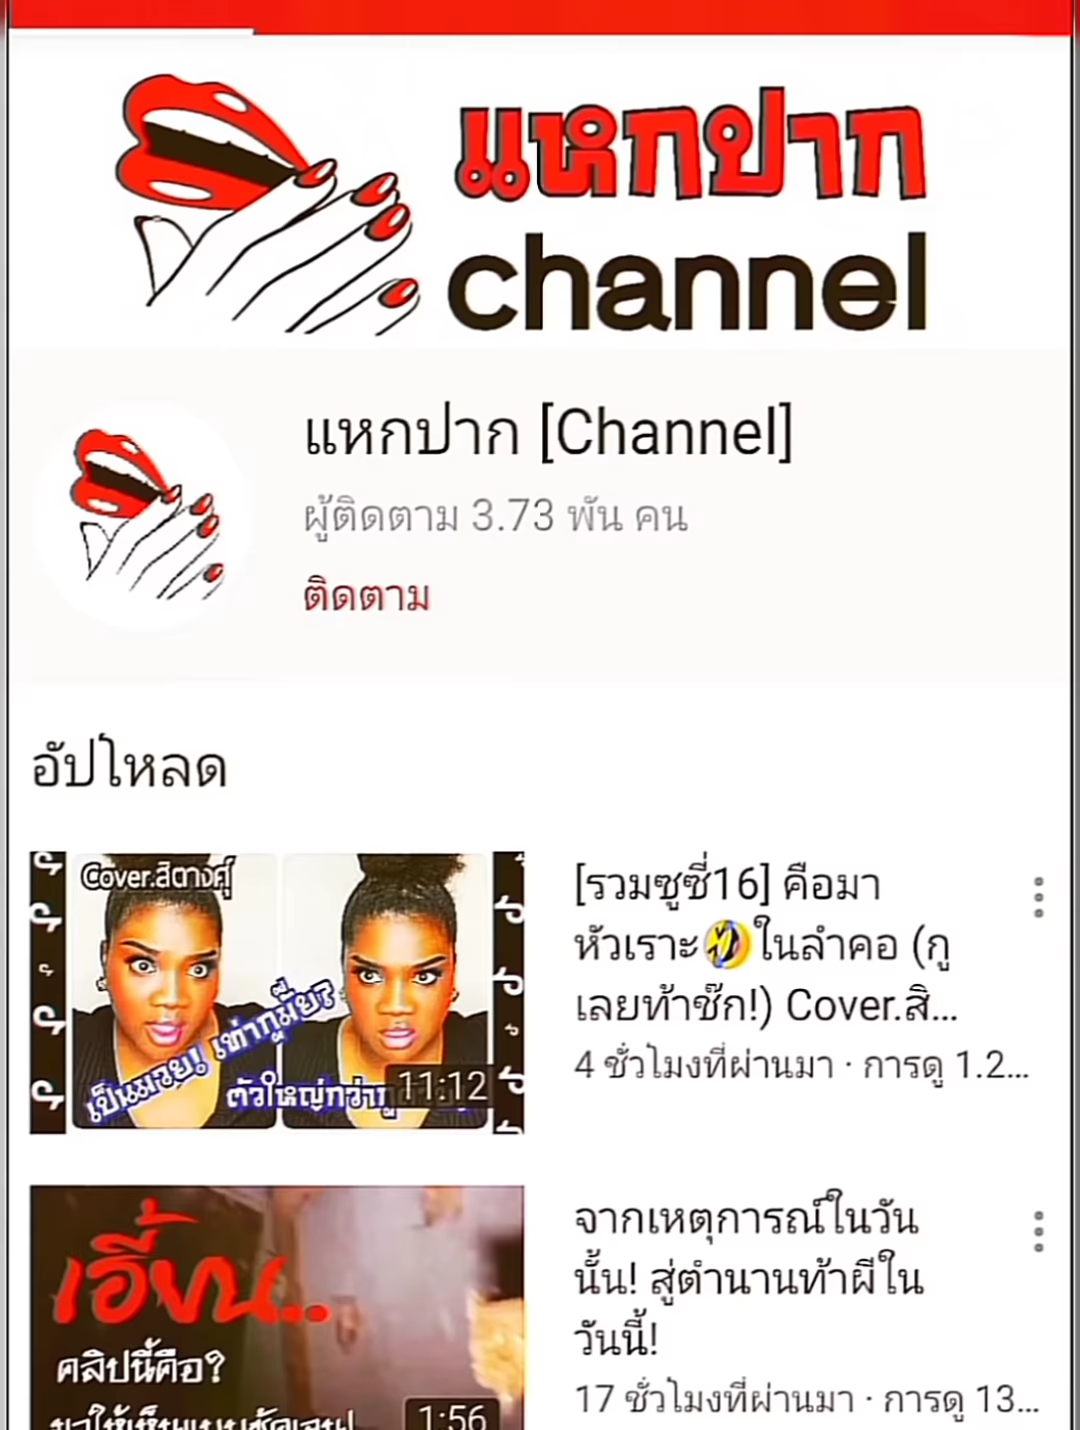 แหกปาก
channel
แหกปาก [Channel]
ผู้ติดตาม 3.73 พัน คน
ติดตาม
อัปโหลด
Cover.สิตางศุ์
เป็นมวย! เท่ากูมั้ย?
ตัวใหญ่กว่ากู
11:12
[รวมซูซี่16] คือมา
หัวเราะ🤣ในลำคอ (กู
เลยท้าช๊ก!) Cover.สิ...
4 ชั่วโมงที่ผ่านมา · การดู 1.2...
เอี้ยน..
คลิปนี้คือ?
1:56
จากเหตุการณ์ในวัน
นั้น! สู่ตำนานท้าผีใน
วันนี้!
17 ชั่วโมงที่ผ่านมา · การดู 13...